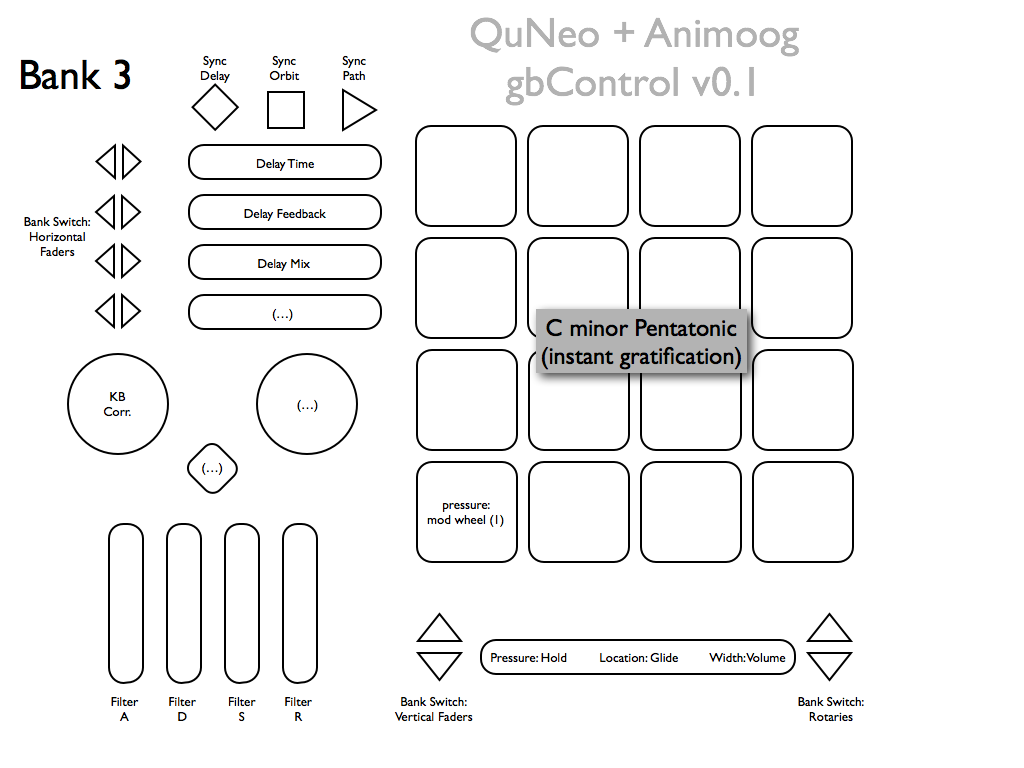 QuNeo + Animoog
gbControl v0.1
Bank 3
Sync
Delay
Sync
Orbit
Sync
Path
Delay Time
Delay Feedback
Delay Mix
(...)
Bank Switch:
Horizontal
Faders
KB
Corr.
(...)
(...)
C minor Pentatonic
(instant gratification)
pressure:
mod wheel (1)
Filter
A
Filter
D
Filter
S
Filter
R
Bank Switch:
Vertical Faders
Pressure: Hold
Location: Glide
Width:Volume
Bank Switch:
Rotaries